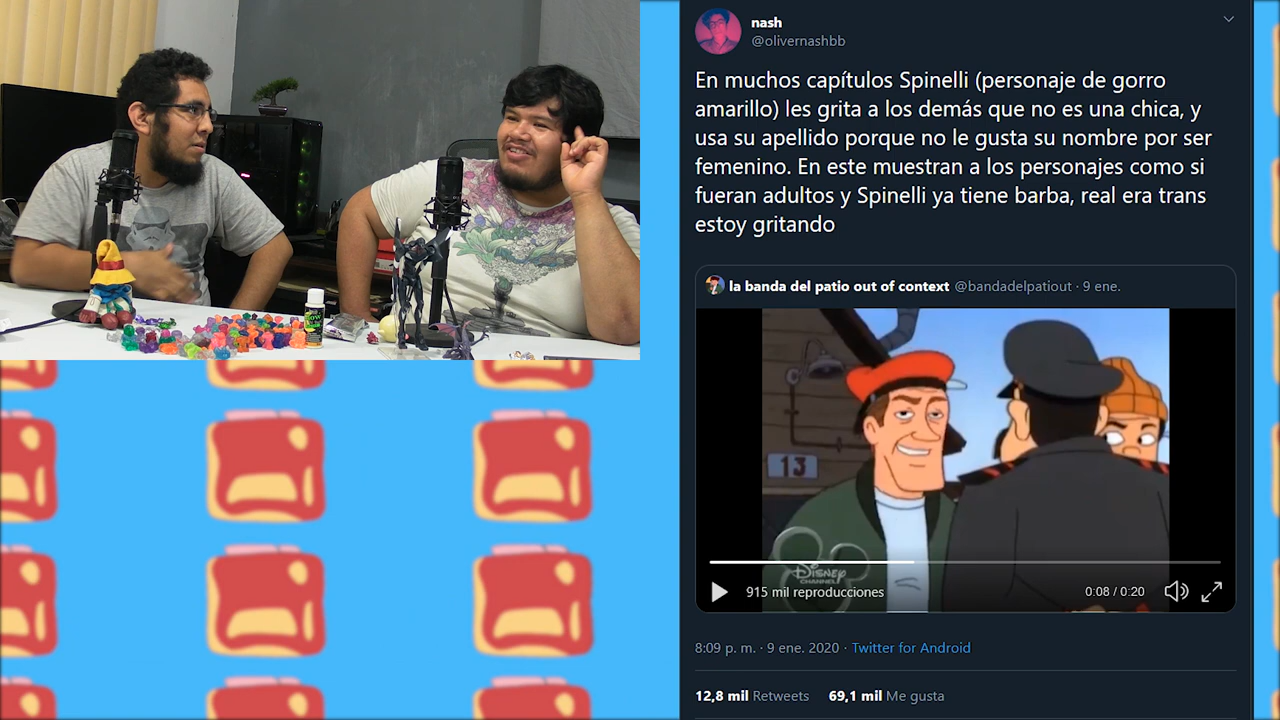 nash
@olivernashbb
En muchos capítulos Spinelli (personaje de gorro
amarillo) les grita a los demás que no es una chica, y
usa su apellido porque no le gusta su nombre por ser
femenino. En este muestran a los personajes como si
fueran adultos y Spinelli ya tiene barba, real era trans
estoy gritando
la banda del patio out of context @bandadelpatiout · 9 ene.
13
DISNEY
CHANNEL
915 mil reproducciones
0:08 / 0:20
8:09 p. m. · 9 ene. 2020 · Twitter for Android
12,8 mil Retweets 69,1 mil Me gusta